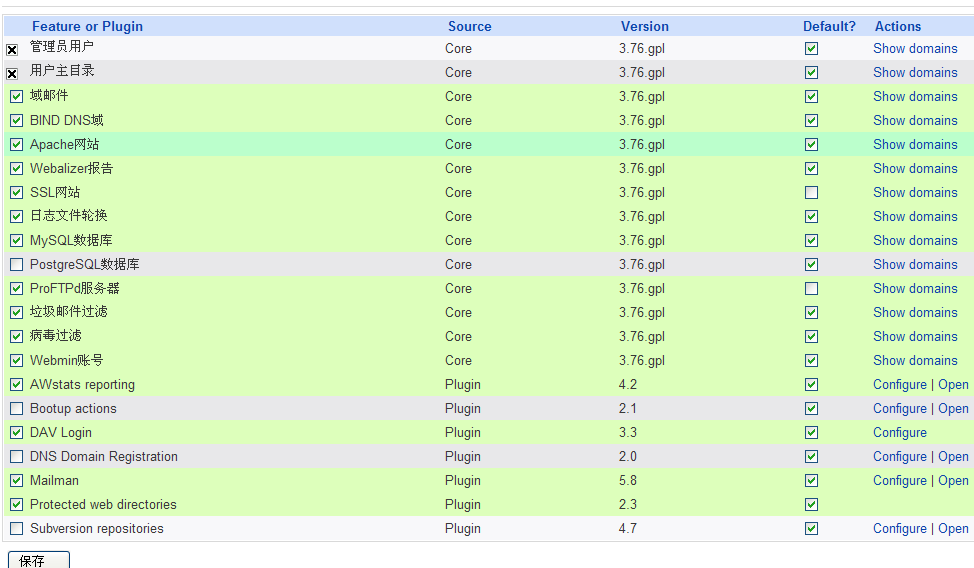 Feature or Plugin Source Version Default? Actions
管理员用户 Core 3.76.gpl Show domains
用户主目录 Core 3.76.gpl Show domains
域邮件 Core 3.76.gpl Show domains
BIND DNS域 Core 3.76.gpl Show domains
Apache网站 Core 3.76.gpl Show domains
Webalizer报告 Core 3.76.gpl Show domains
SSL网站 Core 3.76.gpl Show domains
日志文件轮换 Core 3.76.gpl Show domains
MySQL数据库 Core 3.76.gpl Show domains
PostgreSQL数据库 Core 3.76.gpl Show domains
ProFTPd服务器 Core 3.76.gpl Show domains
垃圾邮件过滤 Core 3.76.gpl Show domains
病毒过滤 Core 3.76.gpl Show domains
Webmin账号 Core 3.76.gpl Show domains
AWstats reporting Plugin 4.2 Configure | Open
Bootup actions Plugin 2.1 Configure | Open
DAV Login Plugin 3.3 Configure
DNS Domain Registration Plugin 2.0 Configure | Open
Mailman Plugin 5.8 Configure | Open
Protected web directories Plugin 2.3
Subversion repositories Plugin 4.7 Configure | Open
保存